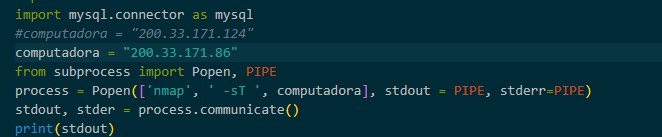 import mysql.connector as mysql
#computadora = "200.33.171.124"
computadora = "200.33.171.86"
from subprocess import Popen, PIPE
process = Popen(['nmap', ' -sT ', computadora], stdout = PIPE, stderr=PIPE)
stdout, stder = process.communicate()
print(stdout)